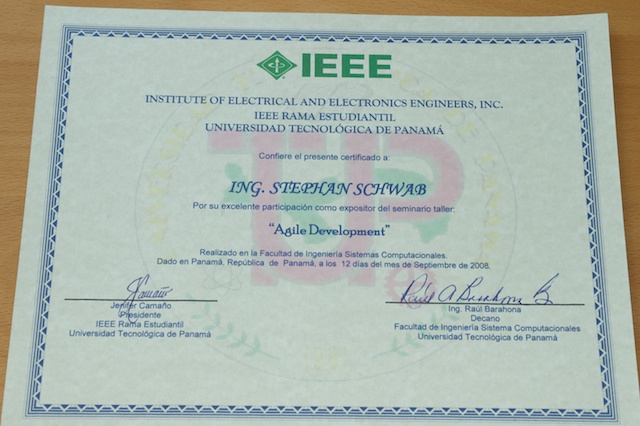 IEEE
INSTITUTE OF ELECTRICAL AND ELECTRONICS ENGINEERS, INC.
IEEE RAMA ESTUDIANTIL
UNIVERSIDAD TECNOLÓGICA DE PANAMÁ
Confiere el presente certificado a:
ING. STEPHAN SCHWAB
Por su excelente participación como expositor del seminario taller:
“Agile Development”
Realizado en la Facultad de Ingeniería Sistemas Computacionales.
Dado en Panamá, República de Panamá, a los 12 días del mes de Septiembre de 2008.
Jenifer Camaño
Presidente
IEEE Rama Estudiantil
Universidad Tecnológica de Panamá
Raúl A Barahona
Ing. Raúl Barahona
Decano
Facultad de Ingeniería Sistema Computacionales
Universidad Tecnológica de Panamá